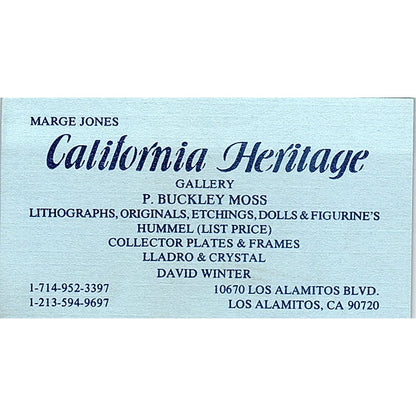 MARGE JONES
California Heritage
GALLERY
P. BUCKLEY MOSS
LITHOGRAPHS, ORIGINALS, ETCHINGS, DOLLS & FIGURINE'S
HUMMEL (LIST PRICE)
COLLECTOR PLATES & FRAMES
LLADRO & CRYSTAL
DAVID WINTER
1-714-952-3397
10670 LOS ALAMITOS BLVD.
1-213-594-9697
LOS ALAMITOS, CA 90720